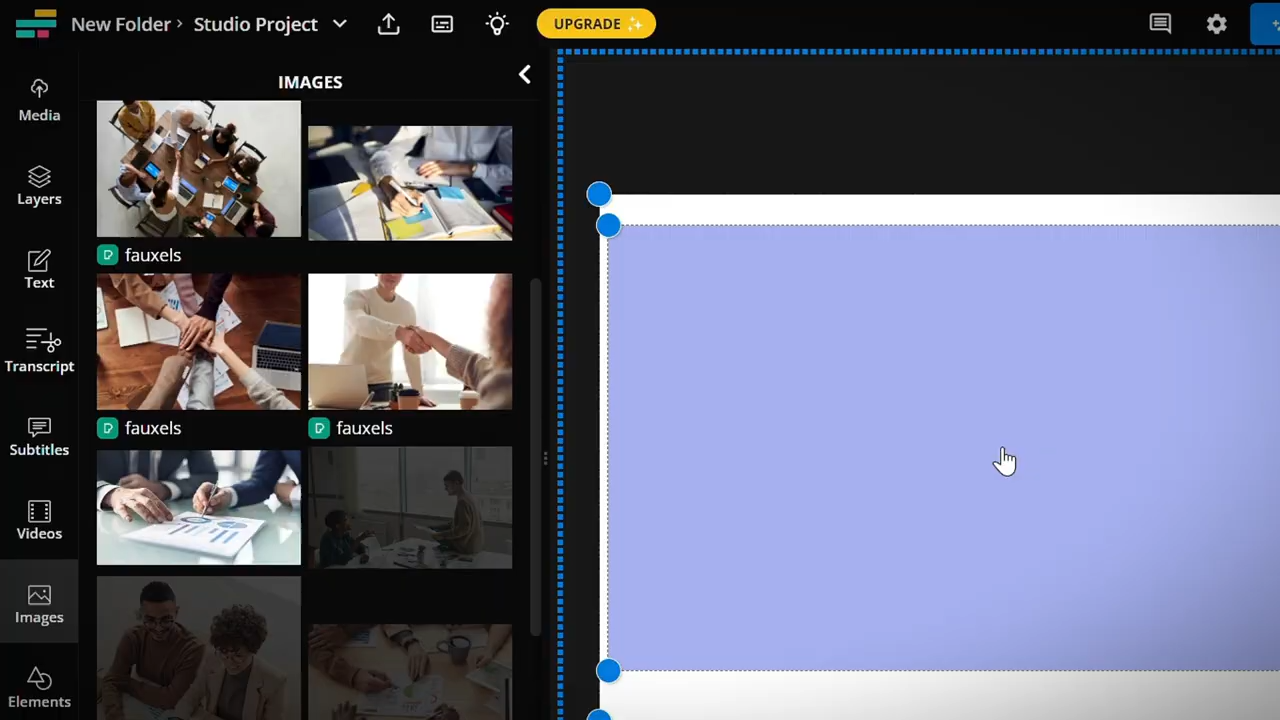 New Folder > Studio Project
UPGRADE
IMAGES
Media
Layers
Text
Transcript
Subtitles
Videos
Images
Elements
fauxels
fauxels
fauxels